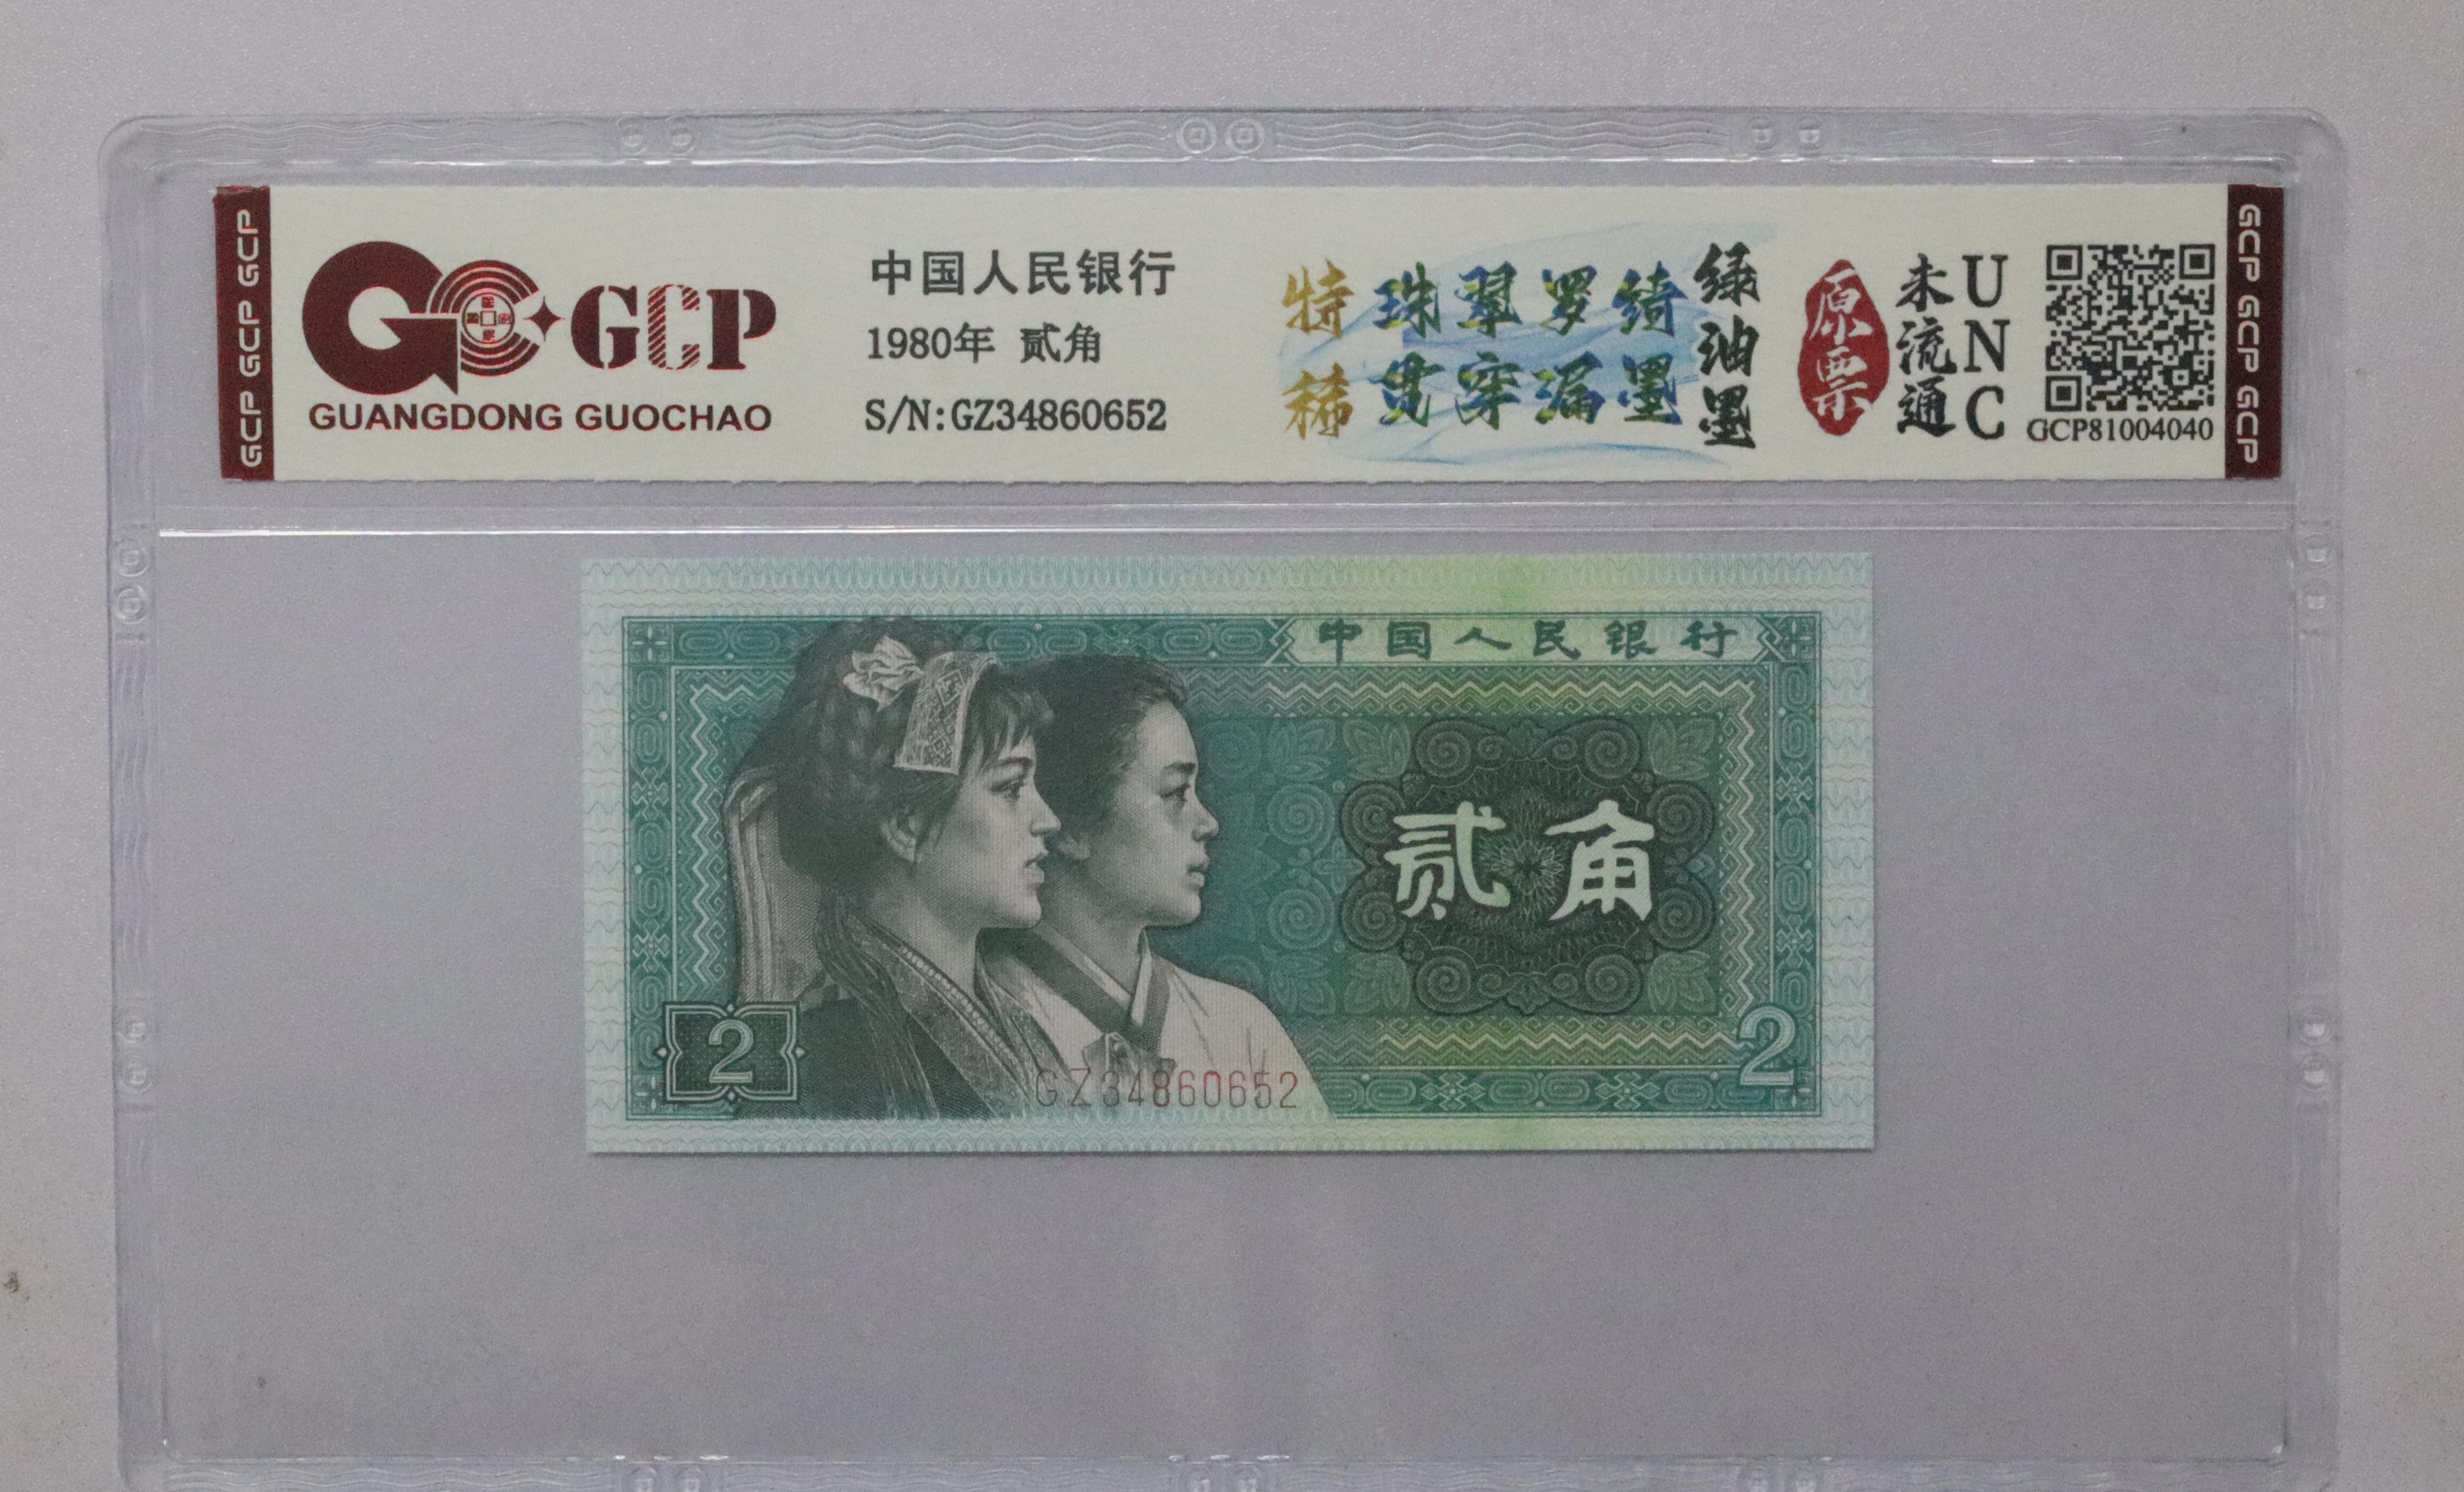 GCP GCP GCP
GCP
GUANGDONG GUOCHAO
中国人民银行
1980年 贰角
S/N:GZ34860652
特稀
珠翠罗绮
贯穿漏墨
绿油墨
原票
未流通
UNC
GCP81004040
GCP GCP GCP
中国人民银行
贰角
2
GZ34860652
2